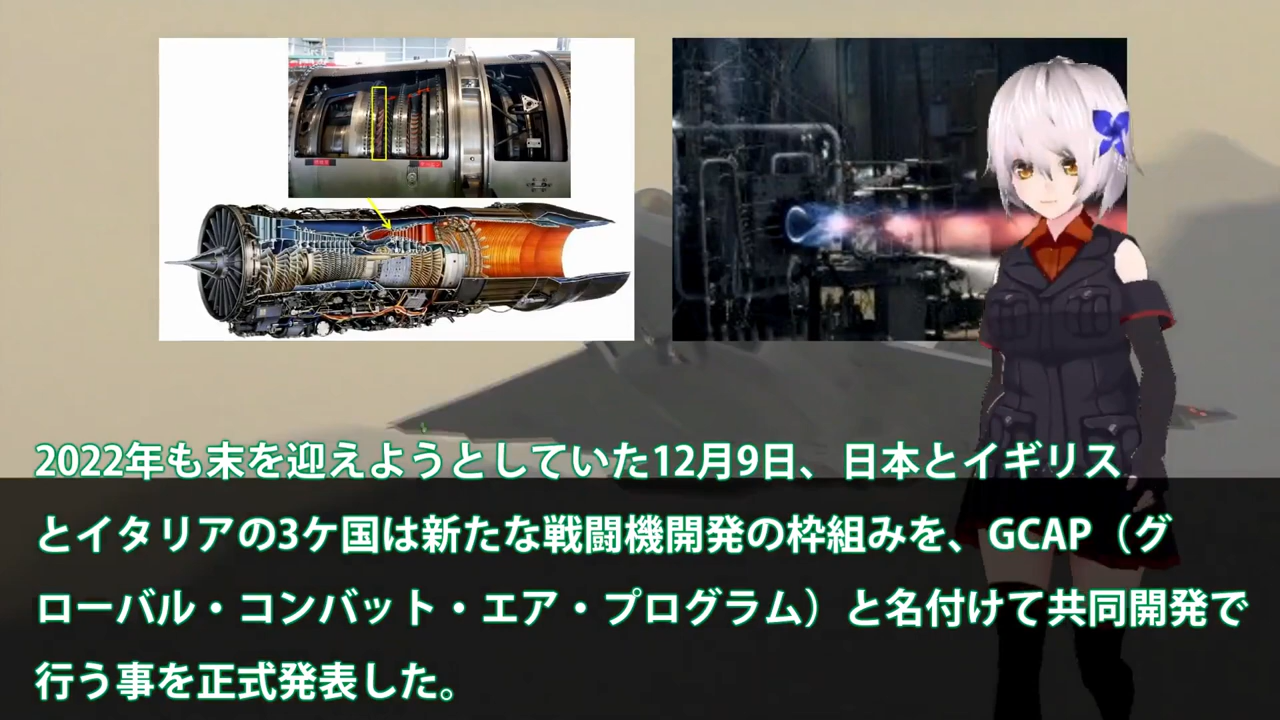 2022年も末を迎えようとしていた12月9日、日本とイギリス
とイタリアの3ケ国は新たな戦闘機開発の枠組みを、GCAP（グ
ローバル・コンバット・エア・プログラム）と名付けて共同開発で
行う事を正式発表した。